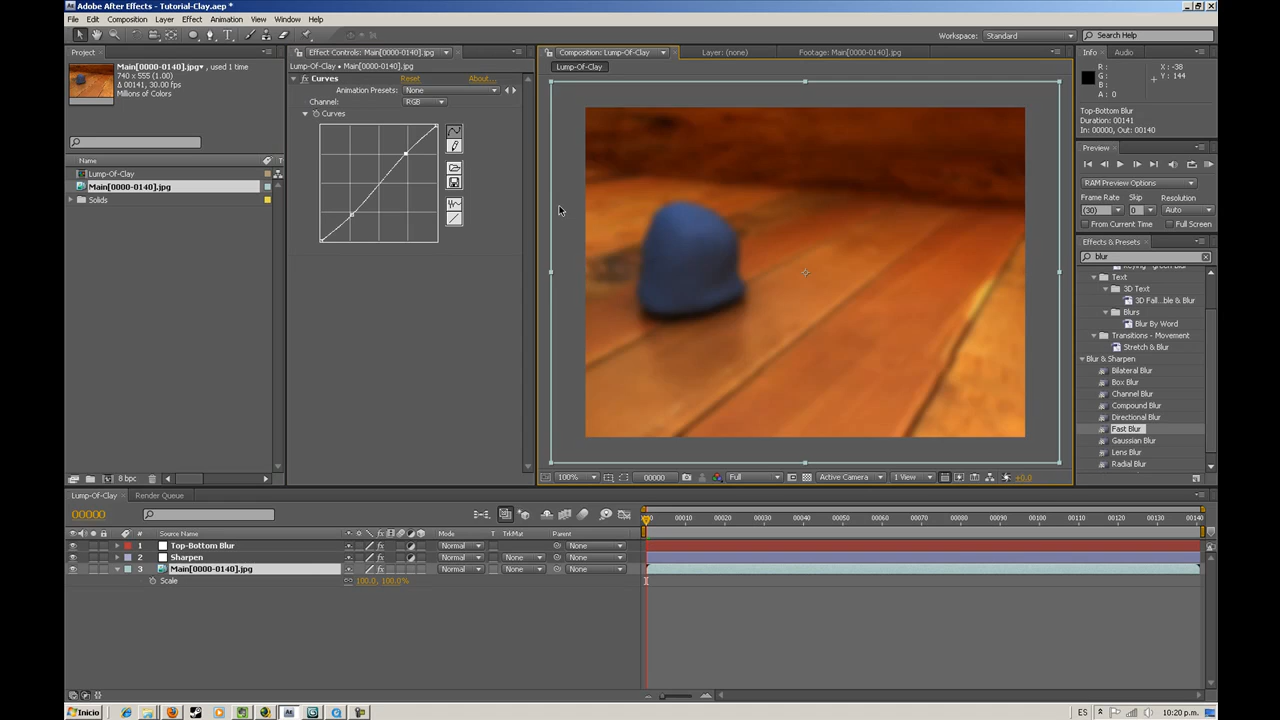 Adobe After Effects - Tutorial-Clay.aep *
File Edit Composition Layer Effect Animation View Window Help
Workspace: Standard Search Help
Project
Effect Controls: Main[0000-0140].jpg
Composition: Lump-Of-Clay
Layer: (none)
Footage: Main[0000-0140].jpg
Info Audio
Main[0000-0140].jpg▾, used 1 time
740 x 555 (1.00)
Δ 00141, 30.00 fps
Millions of Colors
Lump-Of-Clay • Main[0000-0140].jpg
Curves Reset About...
Animation Presets: None
Channel: RGB
Curves
Lump-Of-Clay
R :
G :
B :
A : 0
X : -38
Y : 144
Top-Bottom Blur
Duration: 00141
In: 00000, Out: 00140
Preview
RAM Preview Options
Frame Rate Skip Resolution
(30) 0 Auto
From Current Time Full Screen
Effects & Presets
blur
Text
3D Text
3D Fall...ble & Blur
Blurs
Blur By Word
Transitions - Movement
Stretch & Blur
Blur & Sharpen
Bilateral Blur
Box Blur
Channel Blur
Compound Blur
Directional Blur
Fast Blur
Gaussian Blur
Lens Blur
Radial Blur
Name
Lump-Of-Clay
Main[0000-0140].jpg
Solids
8 bpc
100% 00000 Full Active Camera 1 View +0.0
Lump-Of-Clay Render Queue
00000
00010 00020 00030 00040 00050 00060 00070 00080 00090 00100 00110 00120 00130 00140
# Source Name Mode T TrkMat Parent
1 Top-Bottom Blur Normal None
2 Sharpen Normal None None
3 Main[0000-0140].jpg Normal None None
Scale 100.0, 100.0%
Inicio ES 10:20 p.m.